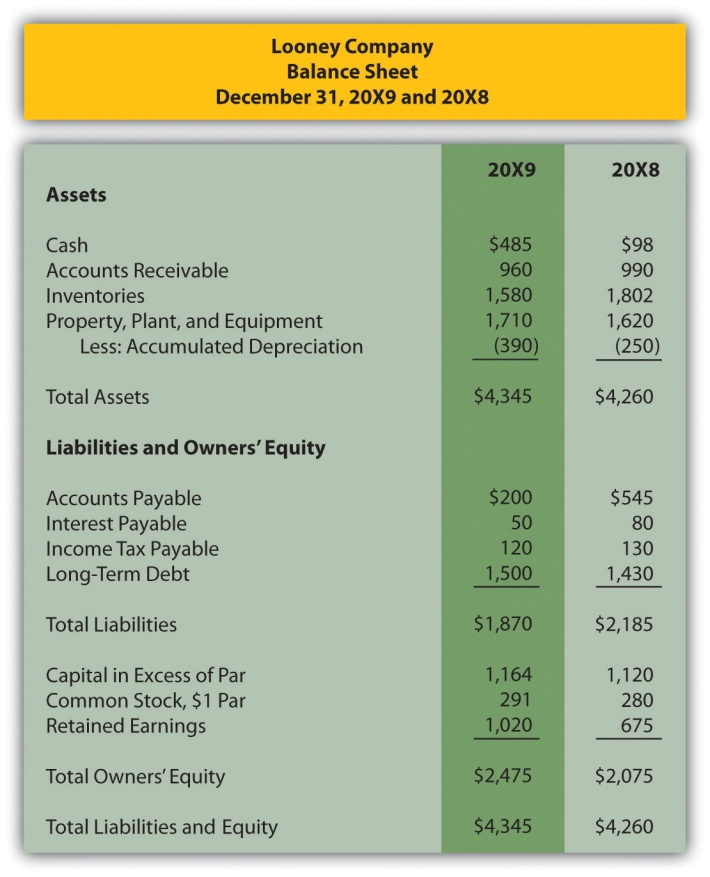 Looney Company
Balance Sheet
December 31, 20X9 and 20X8
20X9 20X8
Assets
Cash $485 $98
Accounts Receivable 960 990
Inventories 1,580 1,802
Property, Plant, and Equipment 1,710 1,620
Less: Accumulated Depreciation (390) (250)
Total Assets $4,345 $4,260
Liabilities and Owners’ Equity
Accounts Payable $200 $545
Interest Payable 50 80
Income Tax Payable 120 130
Long-Term Debt 1,500 1,430
Total Liabilities $1,870 $2,185
Capital in Excess of Par 1,164 1,120
Common Stock, $1 Par 291 280
Retained Earnings 1,020 675
Total Owners’ Equity $2,475 $2,075
Total Liabilities and Equity $4,345 $4,260